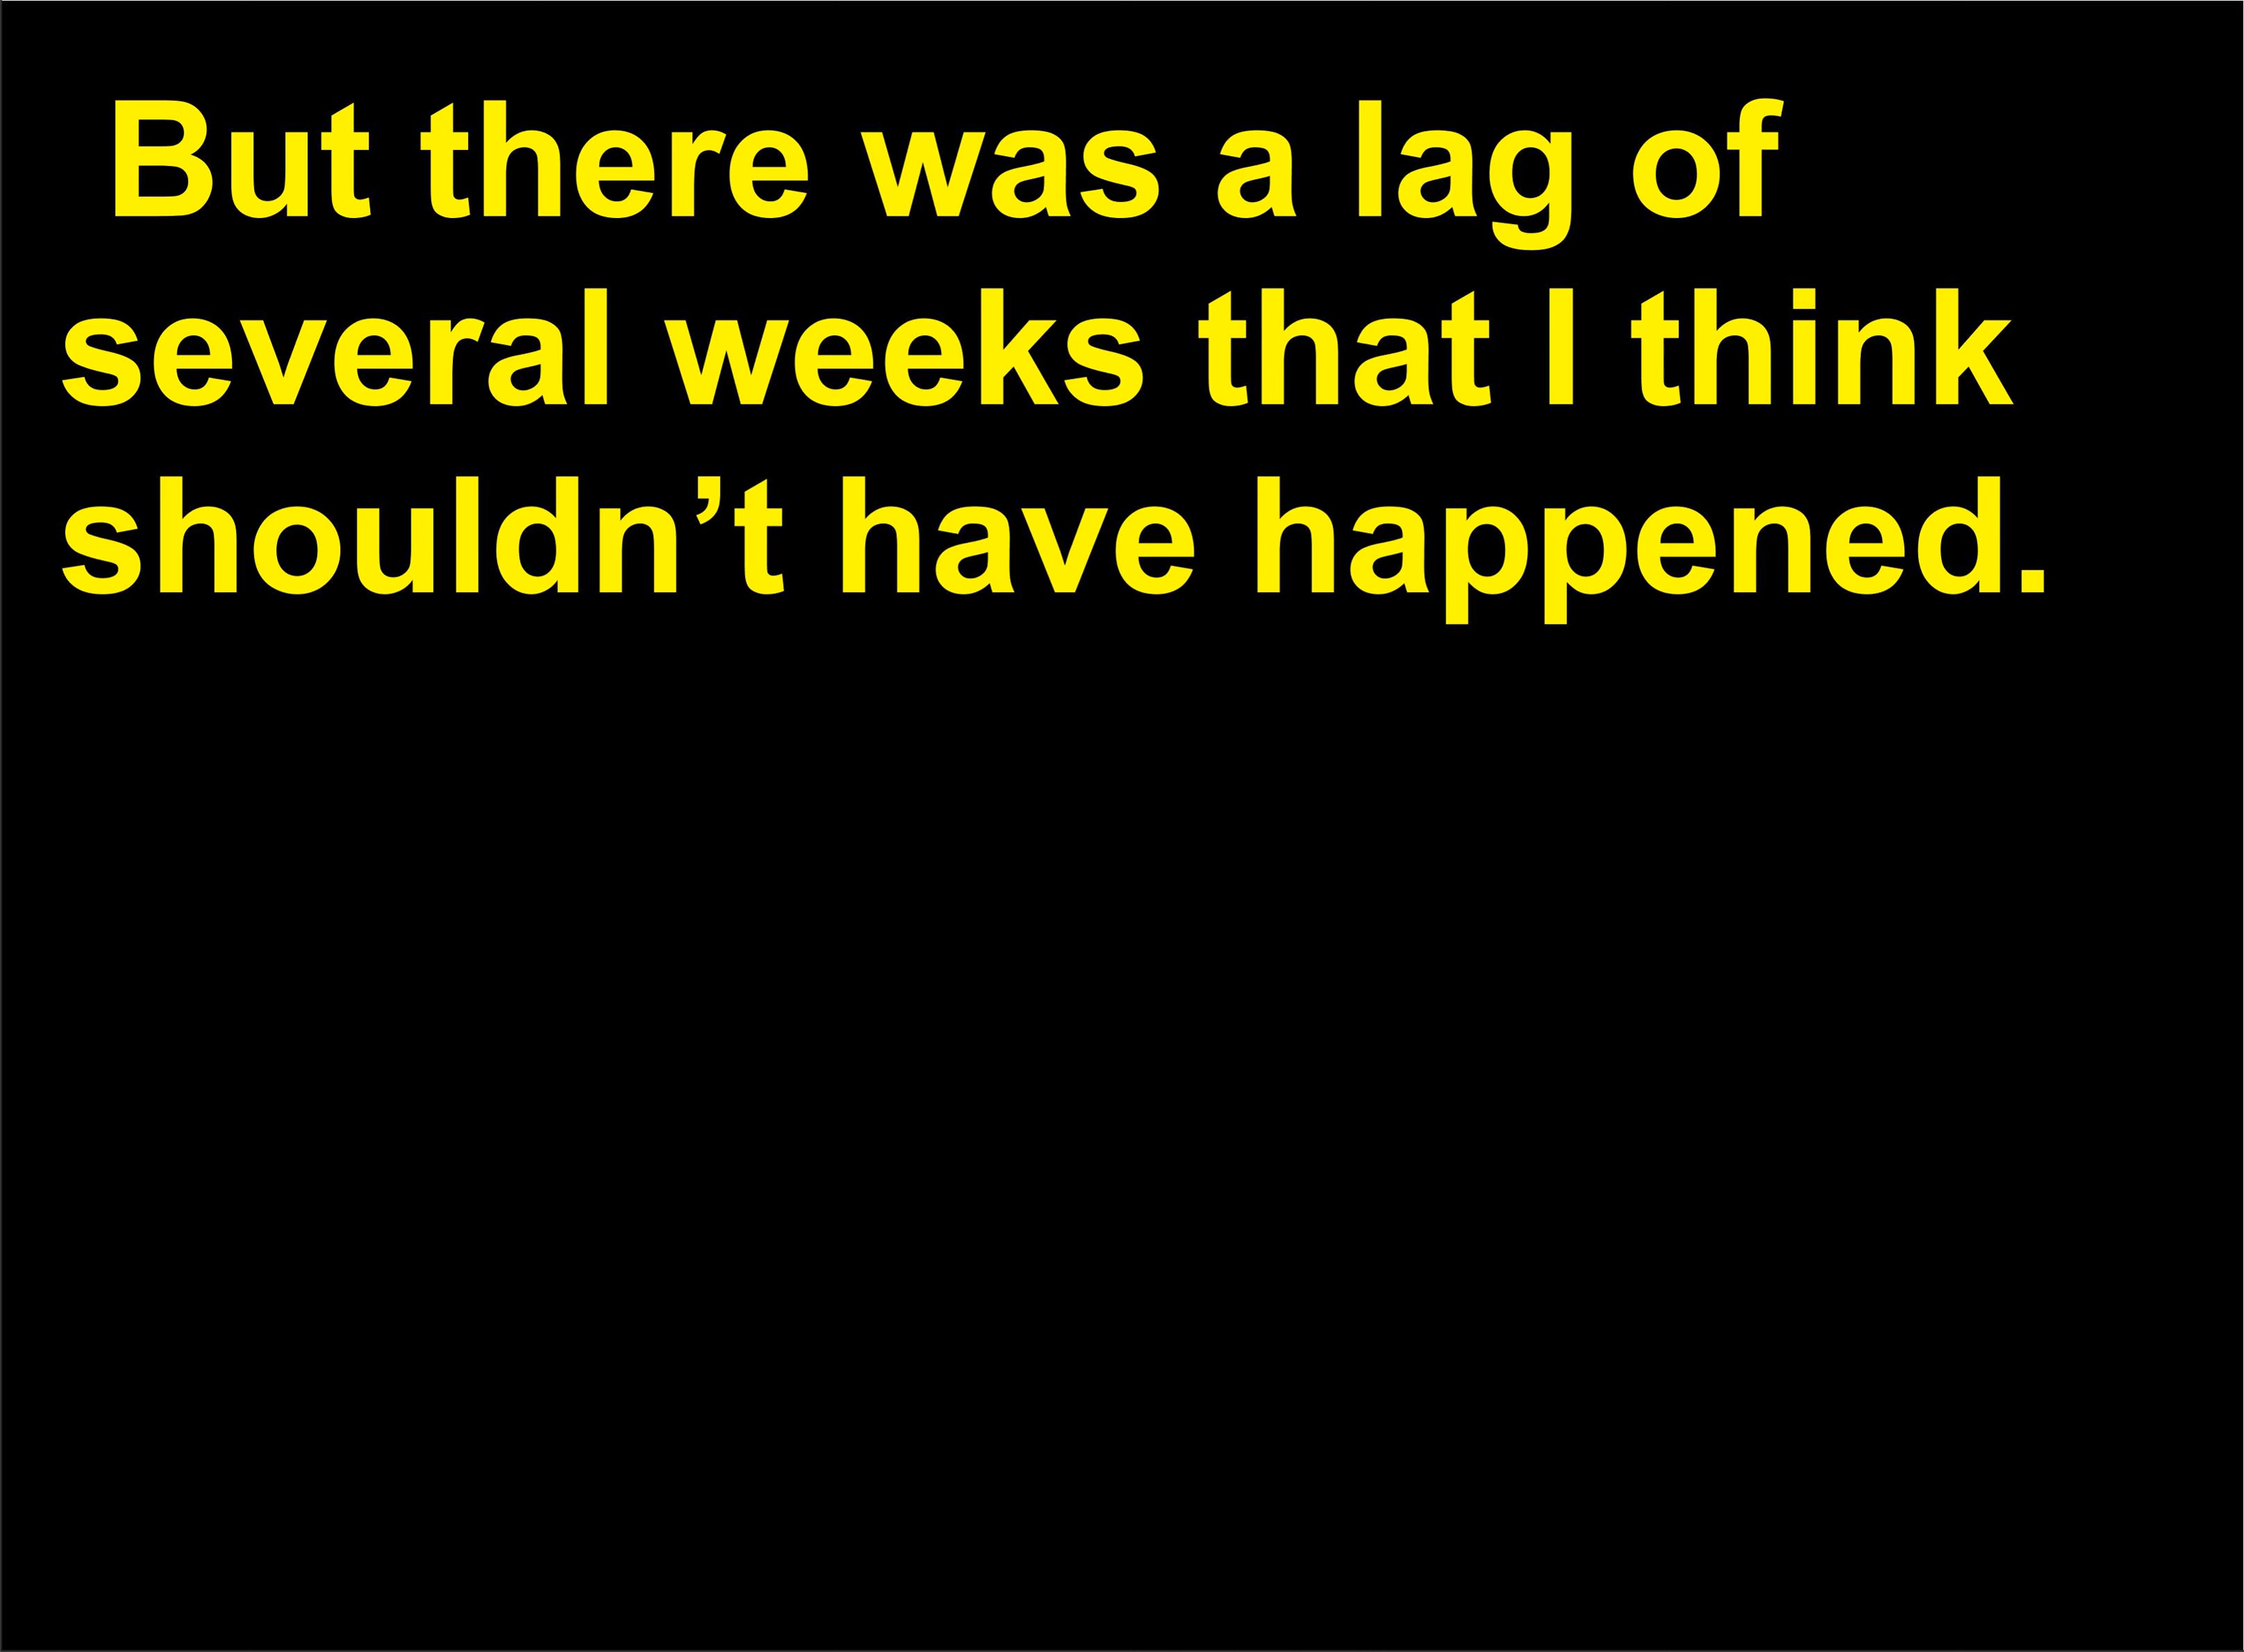 But there was a lag of
several weeks that I think
shouldn’t have happened.